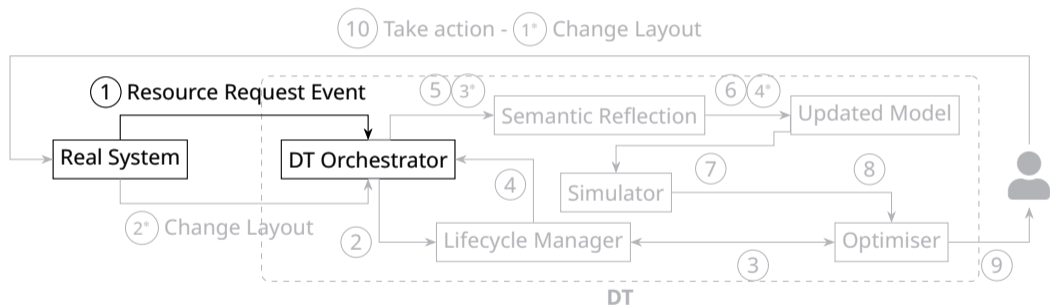 10 Take action - 1* Change Layout
1 Resource Request Event
5 3*
6 4*
Semantic Reflection
Updated Model
Real System
DT Orchestrator
7
8
4
Simulator
2* Change Layout
2
Lifecycle Manager
Optimiser
3
9
DT